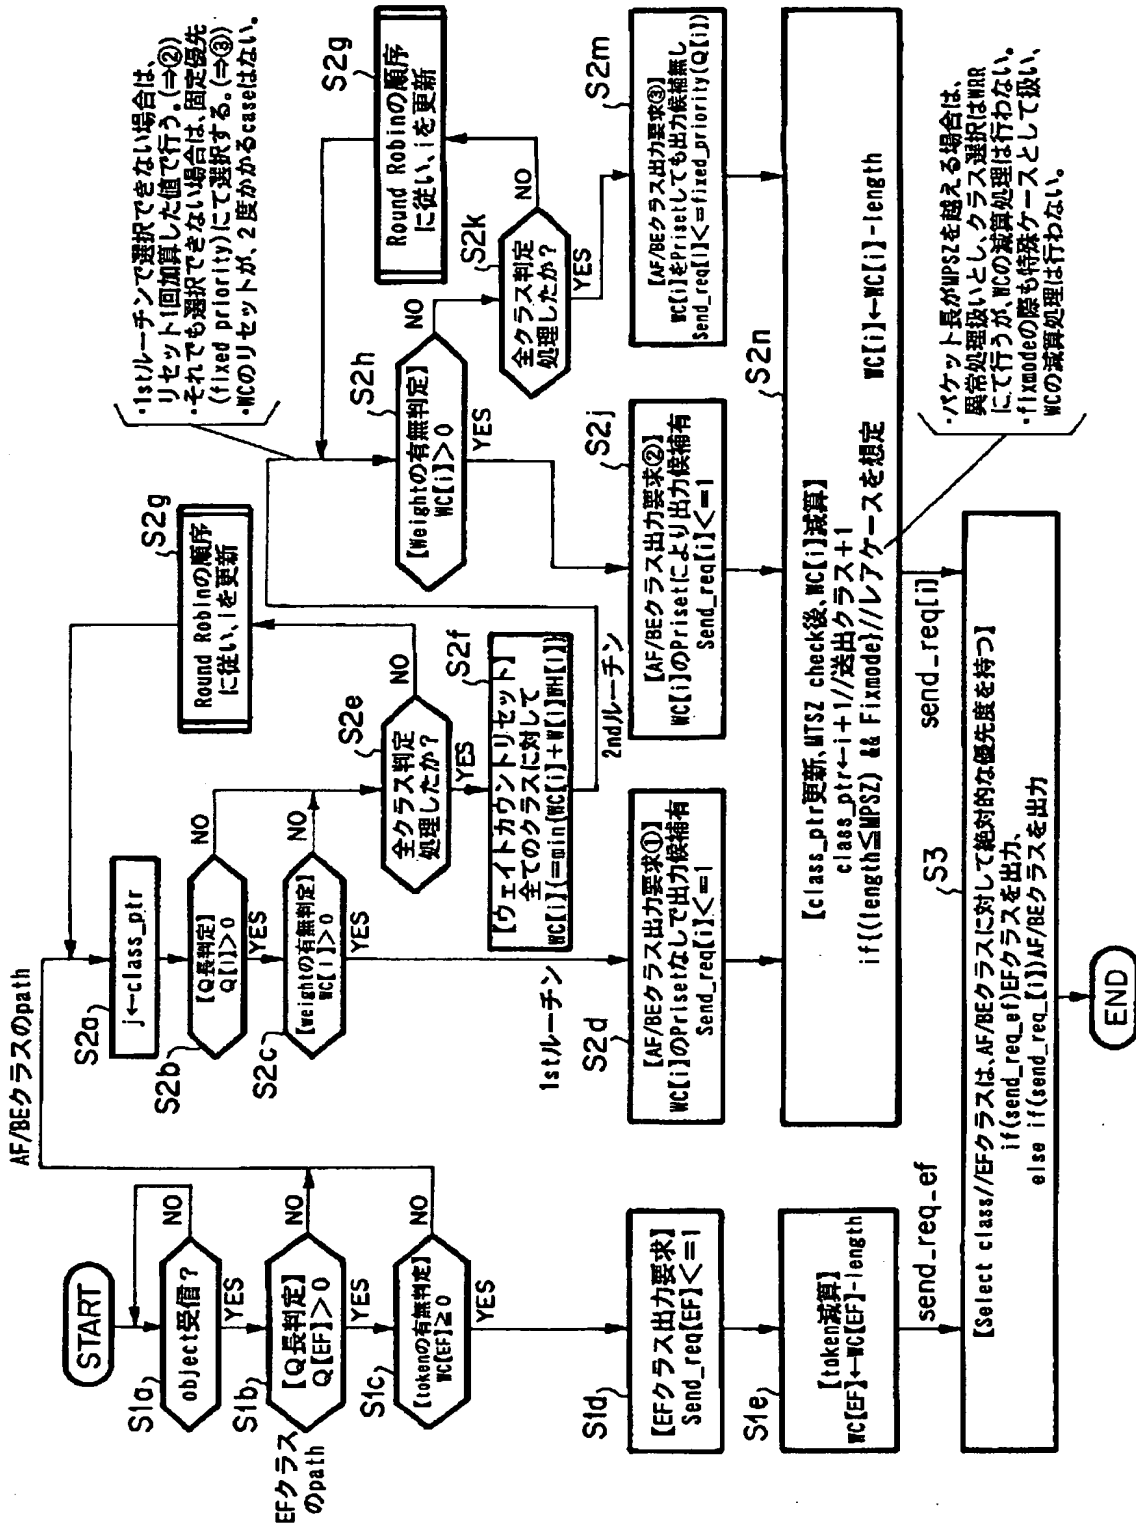 START
S1a
object受信?
NO
YES
EFクラス
のpath
S1b
【Q長判定】
Q[EF]>0
NO
YES
S1c
【tokenの有無判定】
WC[EF]≧0
NO
YES
S1d
【EFクラス出力要求】
Send_req[EF]<=1
S1e
【token減算】
WC[EF]←WC[EF]-length
send_req_ef
AF/BEクラスのpath
S2a
j←class_ptr
S2b
【Q長判定】
Q[i]>0
NO
YES
S2c
【weightの有無判定】
WC[i]>0
NO
YES
1stルーチン
S2d
【AF/BEクラス出力要求①】
WC[i]のPrisetなしで出力候補有
Send_req[i]<=1
S2e
全クラス判定
処理したか?
NO
YES
S2g
Round Robinの順序
に従い、iを更新
S2f
【ウェイトカウントリセット】
全てのクラスに対して
WC[i](=min{WC[i]+W[i]WH[i]})
2ndルーチン
・1stルーチンで選択できない場合は、
リセット1回加算した値で行う。(⇒②)
・それでも選択できない場合は、固定優先
(fixed priority)にて選択する。(⇒③)
・WCのリセットが、2度かかるcaseはない。
S2h
【Weightの有無判定】
WC[i]>0
NO
YES
S2g
Round Robinの順序
に従い、iを更新
S2k
全クラス判定
処理したか?
NO
YES
S2j
【AF/BEクラス出力要求②】
WC[i]のPrisetにより出力候補有
Send_req[i]<=1
S2m
【AF/BEクラス出力要求③】
WC[i]をPrisetしても出力候補無し
Send_req[i]<=fixed_priority(Q[i])
S2n
【class_ptr更新、MTSZ check後、WC[i]減算】
class_ptr←i+1//送出クラス+1
if{(length≦MPSZ) && Fixmode}//レアケースを想定 WC[i]←WC[i]-length
・パケット長がMPSZを越える場合は、
異常処理扱いとし、クラス選択はWRR
にて行うが、WCの減算処理は行わない。
・fixmodeの際も特殊ケースとして扱い、
WCの減算処理は行わない。
send_req[i]
S3
【Select class//EFクラスは、AF/BEクラスに対して絶対的な優先度を持つ】
if(send_req_ef)EFクラスを出力、
else if(send_req_[i])AF/BEクラスを出力
END